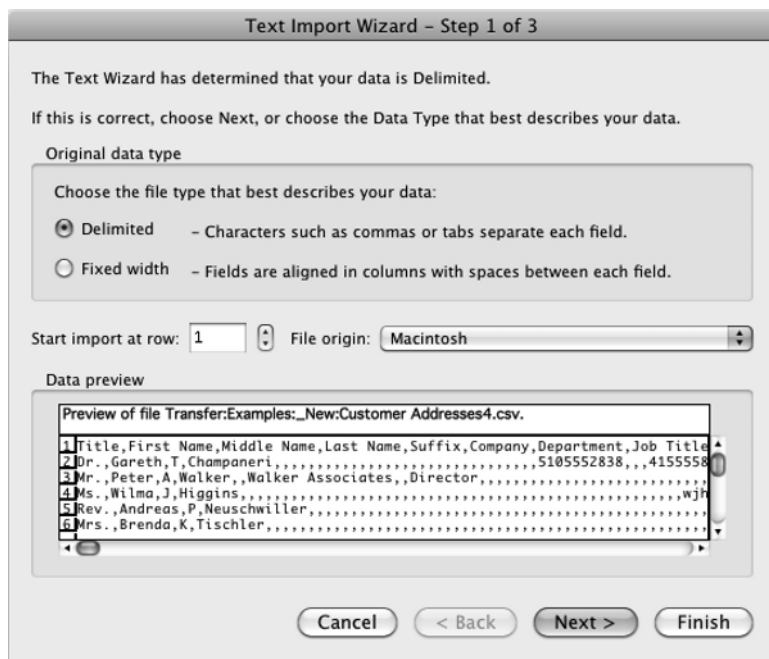 Text Import Wizard – Step 1 of 3
The Text Wizard has determined that your data is Delimited.
If this is correct, choose Next, or choose the Data Type that best describes your data.
Original data type
Choose the file type that best describes your data:
Delimited – Characters such as commas or tabs separate each field.
Fixed width – Fields are aligned in columns with spaces between each field.
Start import at row: 1 File origin: Macintosh
Data preview
Preview of file Transfer:Examples:_New:Customer Addresses4.csv.
1 Title,First Name,Middle Name,Last Name,Suffix,Company,Department,Job Title
2 Dr.,Gareth,T,Champaneri,,,,,,,,,,,,,,,,,,,,,,,,,,,,5105552838,,,4155558
3 Mr.,Peter,A,Walker,,Walker Associates,,Director,,,,,,,,,,,,,,,,,,,,,,,,
4 Ms.,Wilma,J,Higgins,,,,,,,,,,,,,,,,,,,,,,,,,,,,,,,,,,,,,,,,,,,,,,,,,wjh
5 Rev.,Andreas,P,Neuschwiller,,,,,,,,,,,,,,,,,,,,,,,,,,,,,,,,,,,,,,,,,,,,
6 Mrs.,Brenda,K,Tischler,,,,,,,,,,,,,,,,,,,,,,,,,,,,,,,,,,,,,,,,,,,,,,,,,
Cancel < Back Next > Finish